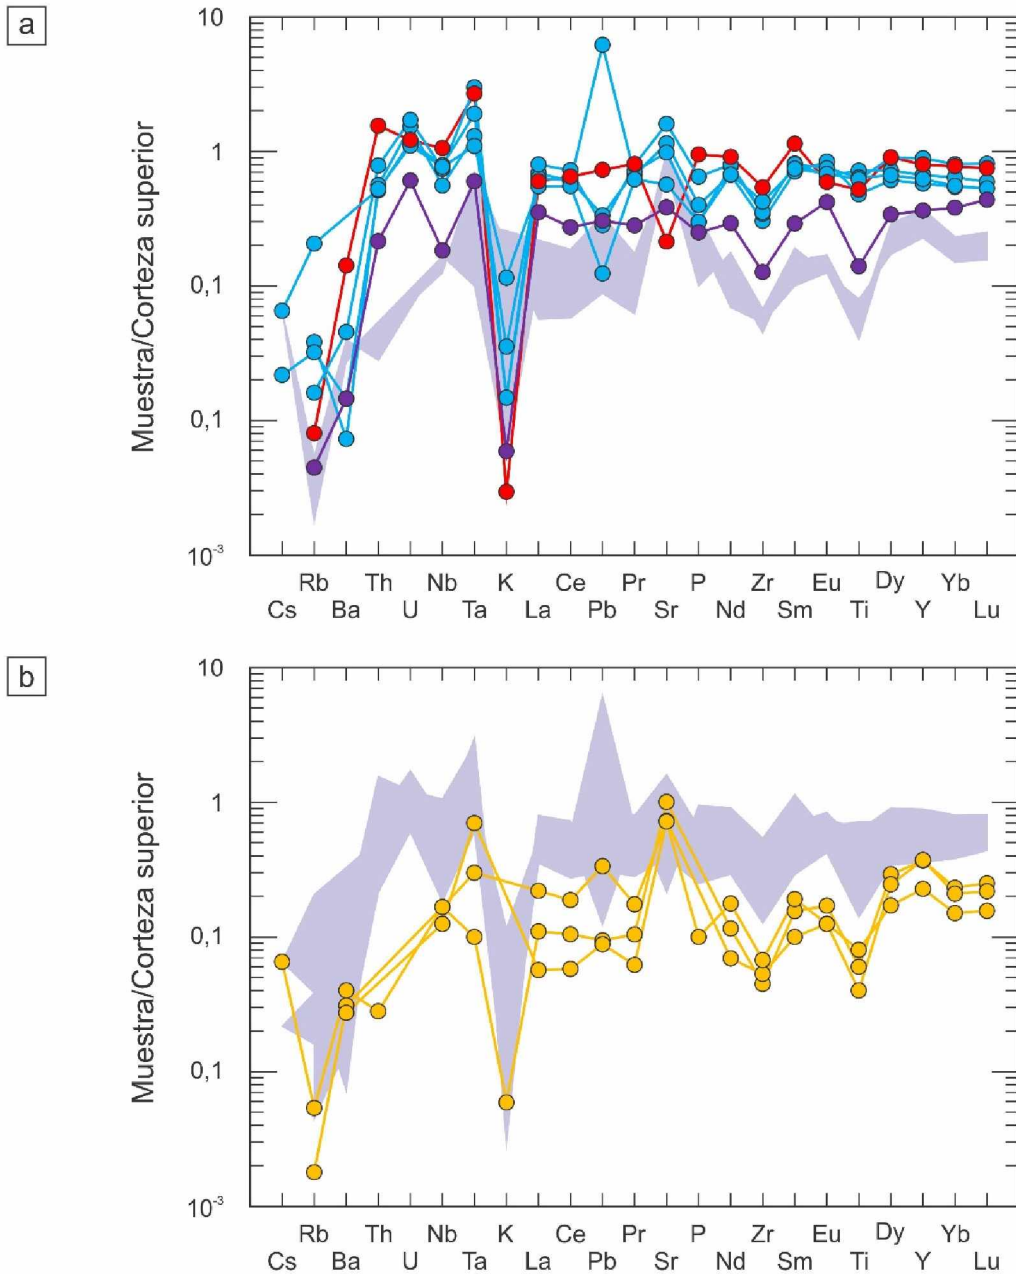 a
10
1
0,1
0,1
10-3
Muestra/Corteza superior
Rb Th Nb K Ce Pr P Zr Eu Dy Yb
Cs Ba U Ta La Pb Sr Nd Sm Ti Y Lu
b
10
1
0,1
0,1
10-3
Muestra/Corteza superior
Rb Th Nb K Ce Pr P Zr Eu Dy Yb
Cs Ba U Ta La Pb Sr Nd Sm Ti Y Lu